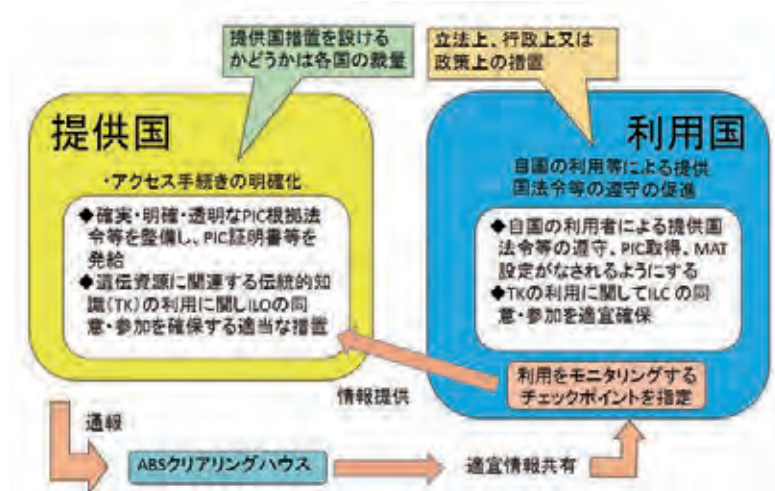 提供国措置を設ける
かどうかは各国の裁量
立法上、行政上又は
政策上の措置
提供国
・アクセス手続きの明確化
◆確実・明確・透明なPIC根拠法
令等を整備し、PIC証明書等を
発給
◆遺伝資源に関連する伝統的知
識(TK)の利用に関しILOの同
意・参加を確保する適当な措置
利用国
自国の利用等による提供
国法令等の遵守の促進
◆自国の利用者による提供国
法令等の遵守、PIC取得、MAT
設定がなされるようにする
◆TKの利用に関してILC の同
意・参加を適宜確保
利用をモニタリングする
チェックポイントを指定
情報提供
通報
ABSクリアリングハウス
適宜情報共有